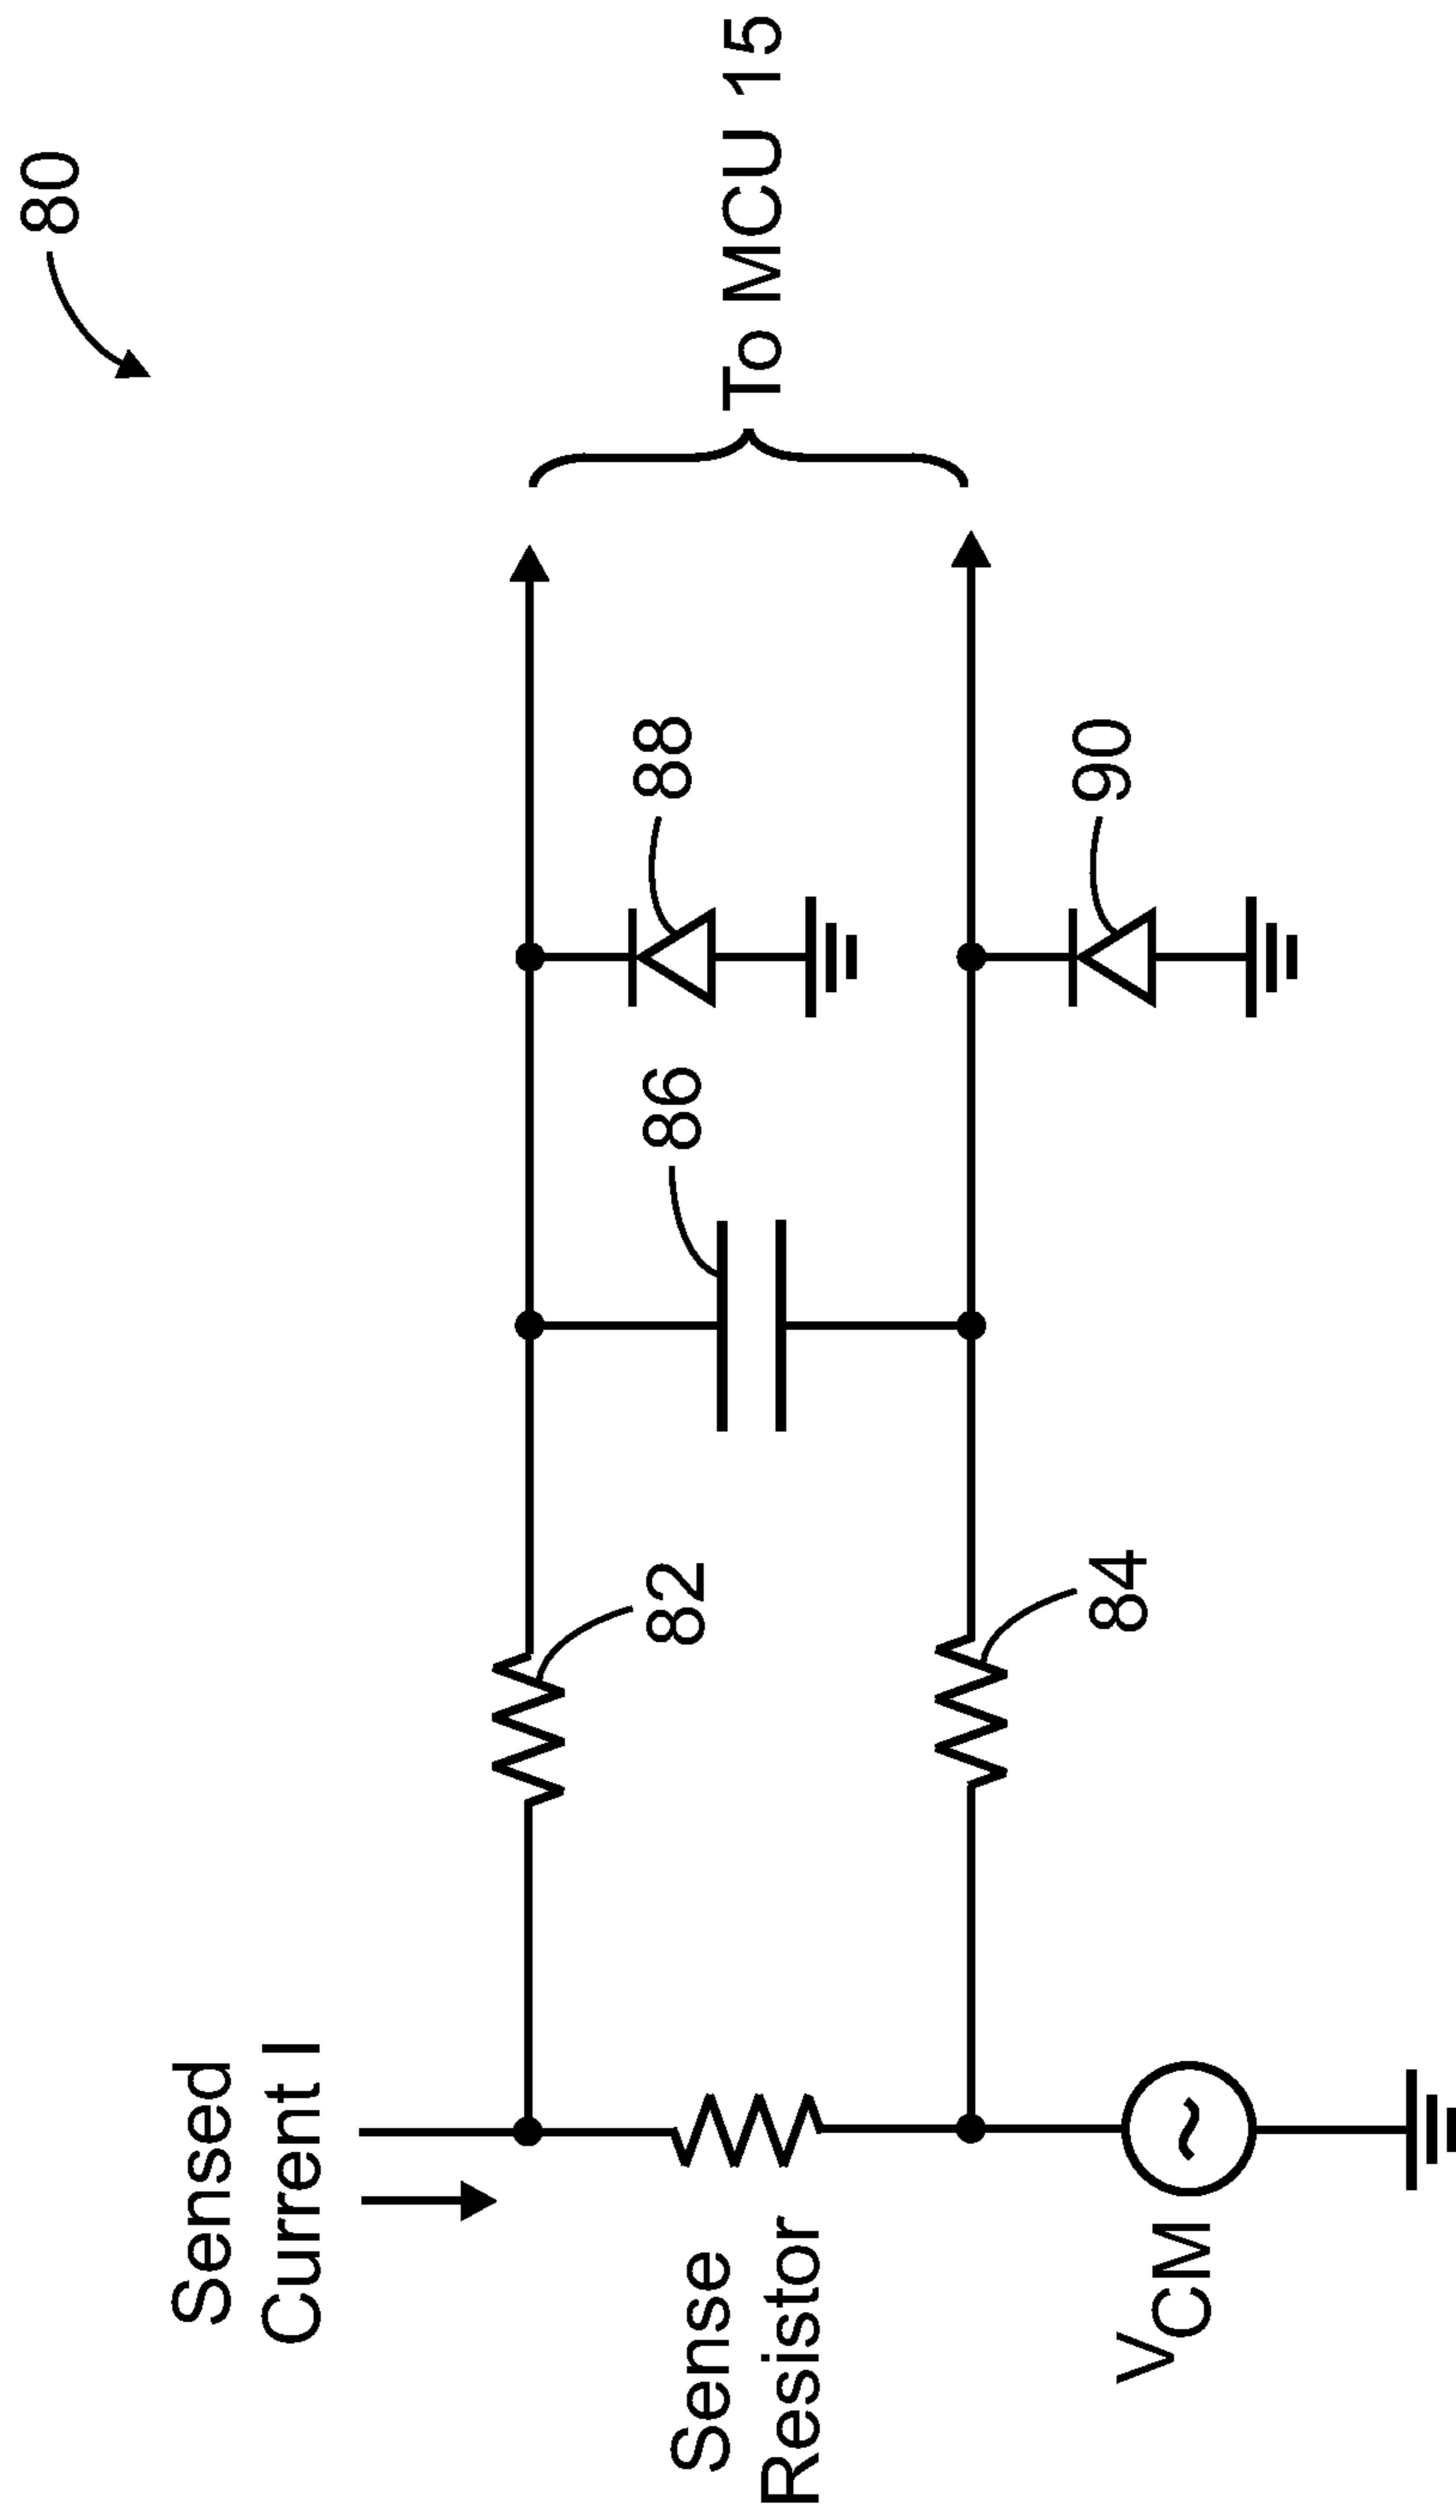 80
Sensed
Current I
To MCU 15
82
86
88
Sense
Resistor
84
90
VCM